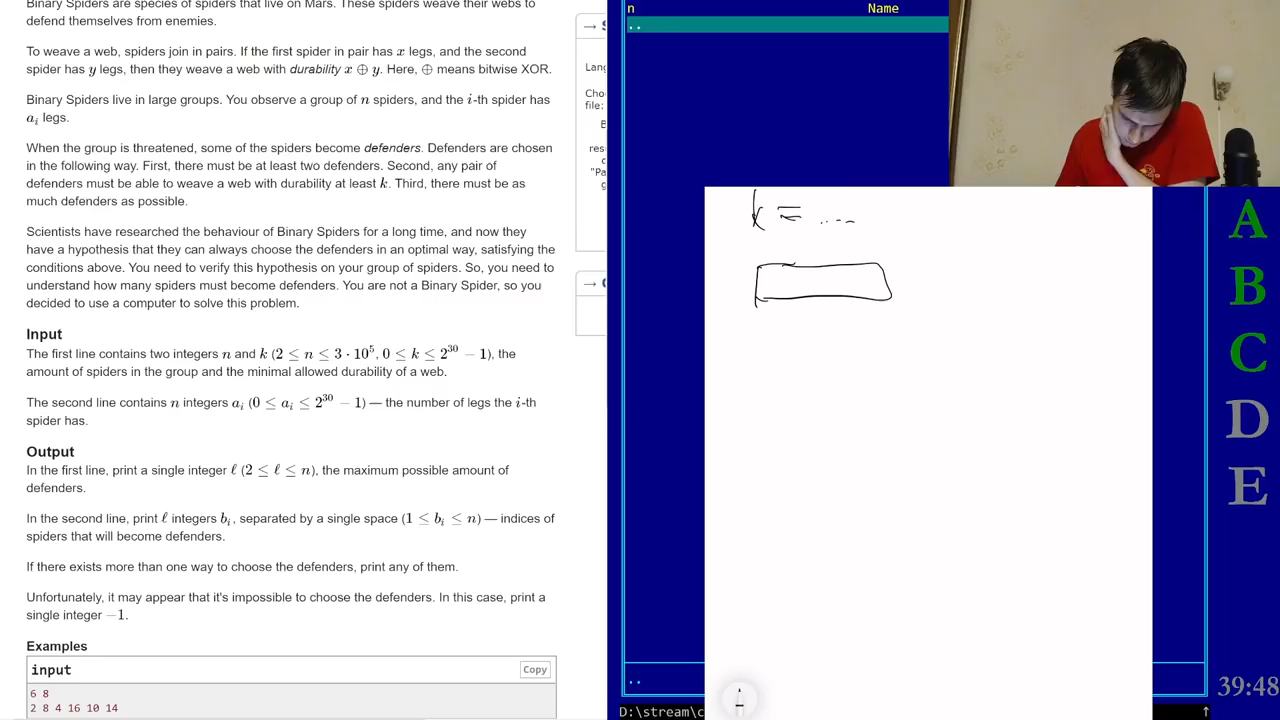 Binary Spiders are species of spiders that live on Mars. These spiders weave their webs to
defend themselves from enemies.
To weave a web, spiders join in pairs. If the first spider in pair has x legs, and the second
spider has y legs, then they weave a web with durability x ⊕ y. Here, ⊕ means bitwise XOR.
Binary Spiders live in large groups. You observe a group of n spiders, and the i-th spider has
aᵢ legs.
When the group is threatened, some of the spiders become defenders. Defenders are chosen
in the following way. First, there must be at least two defenders. Second, any pair of
defenders must be able to weave a web with durability at least k. Third, there must be as
much defenders as possible.
Scientists have researched the behaviour of Binary Spiders for a long time, and now they
have a hypothesis that they can always choose the defenders in an optimal way, satisfying the
conditions above. You need to verify this hypothesis on your group of spiders. So, you need to
understand how many spiders must become defenders. You are not a Binary Spider, so you
decided to use a computer to solve this problem.
Input
The first line contains two integers n and k (2 ≤ n ≤ 3 · 10⁵, 0 ≤ k ≤ 2³⁰ − 1), the
amount of spiders in the group and the minimal allowed durability of a web.
The second line contains n integers aᵢ (0 ≤ aᵢ ≤ 2³⁰ − 1) — the number of legs the i-th
spider has.
Output
In the first line, print a single integer ℓ (2 ≤ ℓ ≤ n), the maximum possible amount of
defenders.
In the second line, print ℓ integers bᵢ, separated by a single space (1 ≤ bᵢ ≤ n) — indices of
spiders that will become defenders.
If there exists more than one way to choose the defenders, print any of them.
Unfortunately, it may appear that it's impossible to choose the defenders. In this case, print a
single integer −1.
Examples
input
Copy
6 8
2 8 4 16 10 14
→
Lang
Choo
file:
B
res
"Pa
→
n
Name
..
k = ....
..
D:\stream\c
↑
A
B
C
D
E
39:48